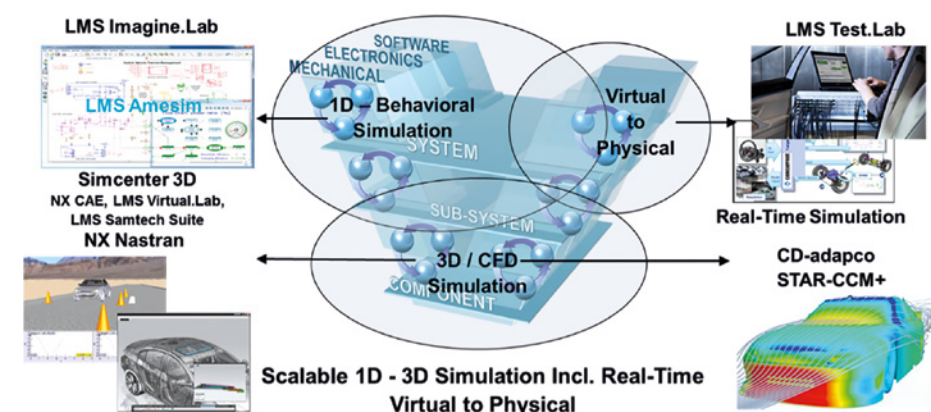 LMS Imagine.Lab
LMS Amesim
Simcenter 3D
NX CAE, LMS Virtual.Lab,
LMS Samtech Suite
NX Nastran
SOFTWARE
ELECTRONICS
MECHANICAL
1D – Behavioral
Simulation
SYSTEM
SUB-SYSTEM
3D / CFD
Simulation
COMPONENT
Virtual
to
Physical
LMS Test.Lab
Real-Time Simulation
CD-adapco
STAR-CCM+
Scalable 1D - 3D Simulation Incl. Real-Time
Virtual to Physical